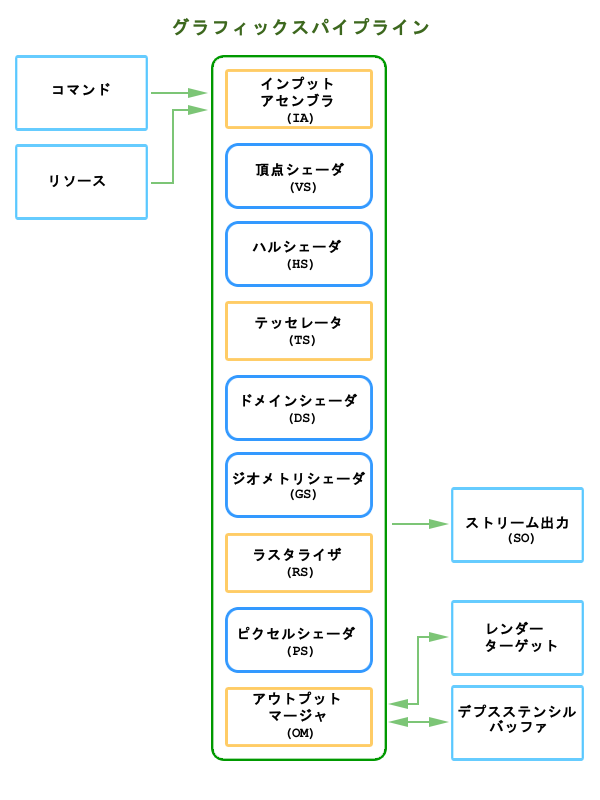 グラフィックスパイプライン
コマンド
リソース
インプット
アセンブラ
(IA)
頂点シェーダ
(VS)
ハルシェーダ
(HS)
テッセレータ
(TS)
ドメインシェーダ
(DS)
ジオメトリシェーダ
(GS)
ストリーム出力
(SO)
ラスタライザ
(RS)
ピクセルシェーダ
(PS)
レンダー
ターゲット
アウトプット
マージャ
(OM)
デプスステンシル
バッファ